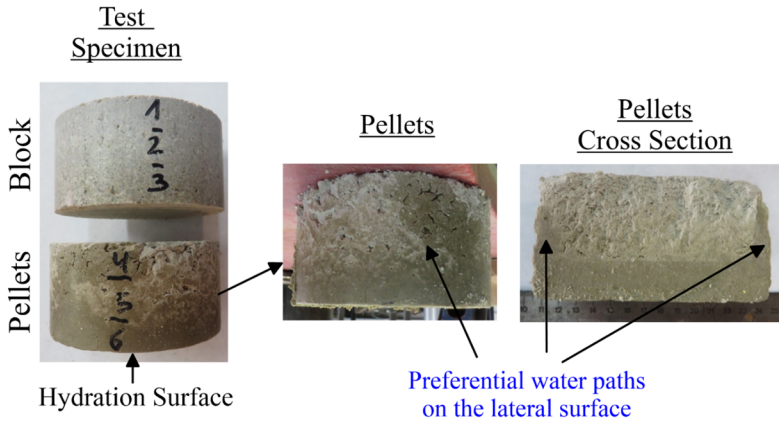 Test
Specimen
Block
Pellets
1
2
3
4
5
6
Hydration Surface
Pellets
Pellets
Cross Section
Preferential water paths
on the lateral surface